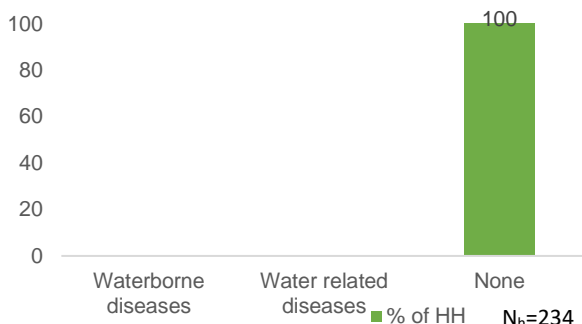 100
100
80
60
40
20
0
Waterborne
diseases
Water related
diseases
None
% of HH
Nₕ=234